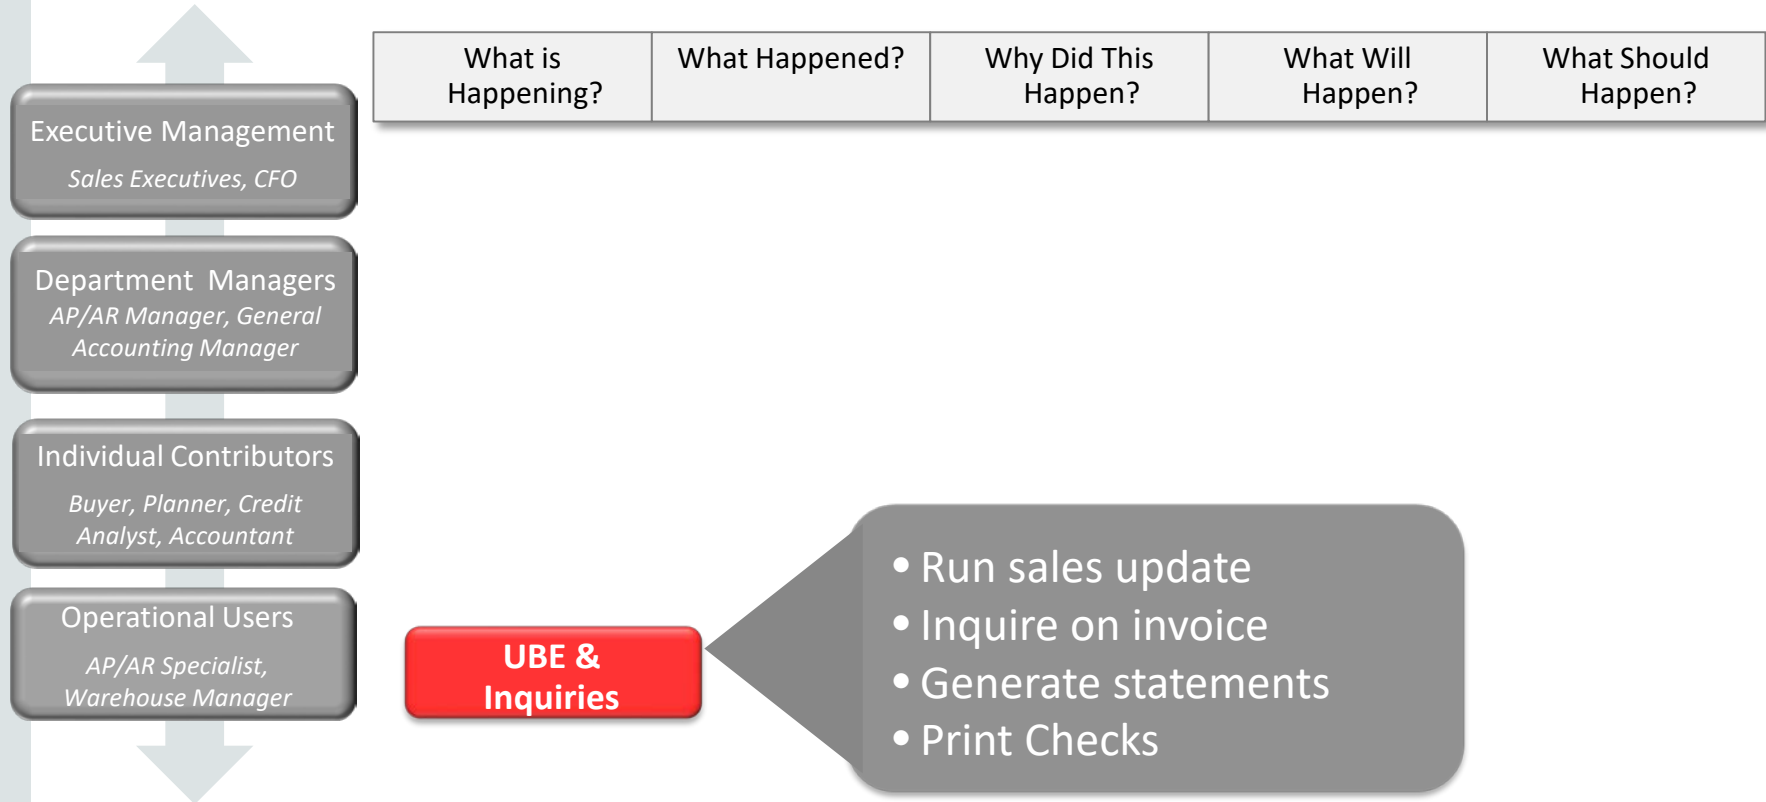 What is
Happening?
What Happened?
Why Did This
Happen?
What Will
Happen?
What Should
Happen?
Executive Management
Sales Executives, CFO
Department Managers
AP/AR Manager, General
Accounting Manager
Individual Contributors
Buyer, Planner, Credit
Analyst, Accountant
Operational Users
AP/AR Specialist,
Warehouse Manager
UBE &
Inquiries
• Run sales update
• Inquire on invoice
• Generate statements
• Print Checks